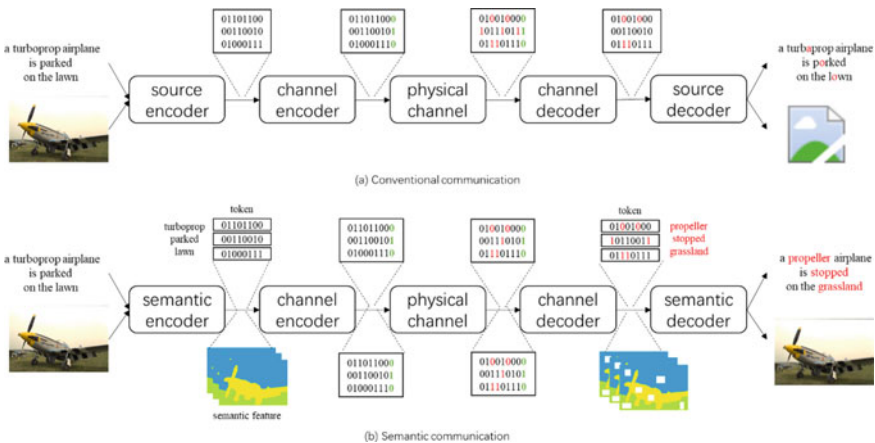 011011000
01101100
00110010
01000111
011011000
001100101
010001110
010010000
101110111
011101110
01001000
00110010
01110111
a turboprop airplane
is parked
on the lawn
source
encoder
channel
encoder
physical
channel
channel
decoder
source
decoder
a turbaprop airplane
is porked
on the lown
(a) Conventional communication
token
turboprop 01101100
parked 00110010
lawn 01000111
011011000
001100101
010001110
010010000
001110101
011101110
token
01001000 propeller
10110011 stopped
01110111 grassland
a turboprop airplane
is parked
on the lawn
semantic
encoder
channel
encoder
physical
channel
channel
decoder
semantic
decoder
a propeller airplane
is stopped
on the grassland
semantic feature
011011000
001100101
010001110
010010000
001110101
011101110
(b) Semantic communication